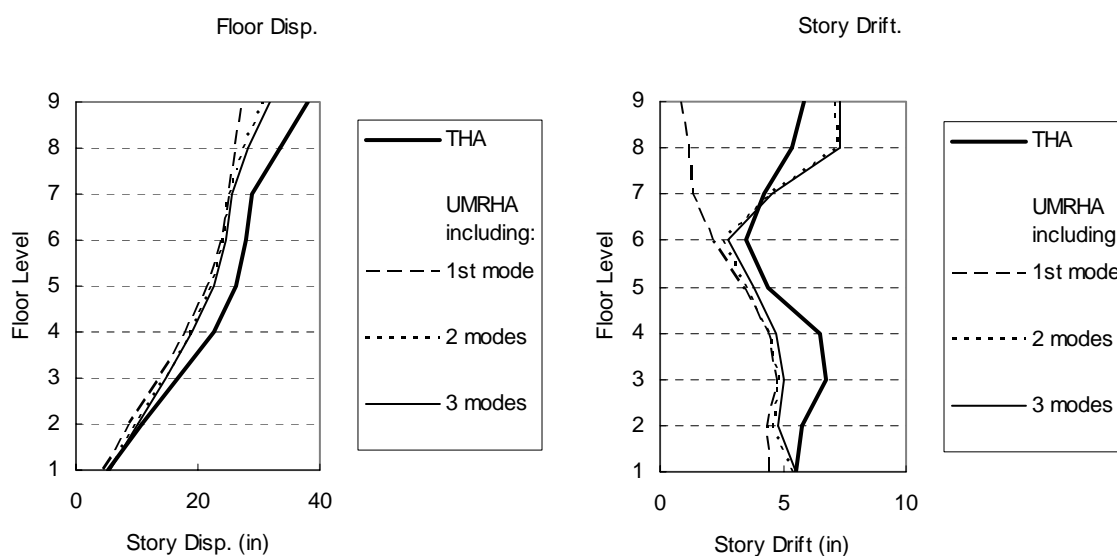 Floor Disp.
9
8
7
6
5
4
3
2
1
Floor Level
0
20
40
Story Disp. (in)
THA
UMRHA
including:
1st mode
2 modes
3 modes
Story Drift.
9
8
7
6
5
4
3
2
1
Floor Level
0
5
10
Story Drift (in)
THA
UMRHA
including:
1st mode
2 modes
3 modes